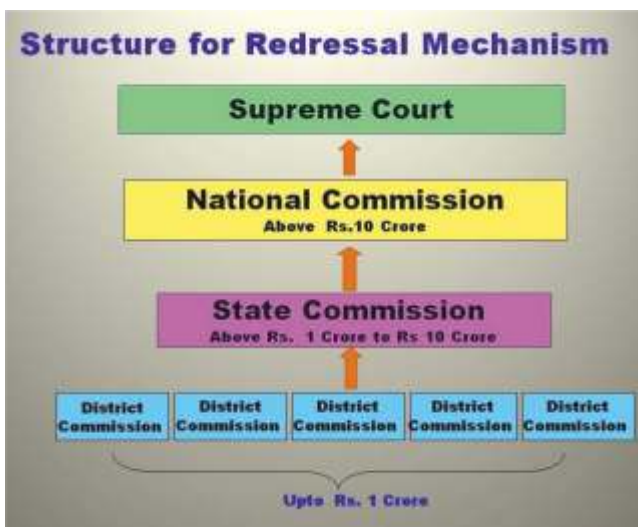 Structure for Redressal Mechanism
Supreme Court
National Commission
Above Rs.10 Crore
State Commission
Above Rs. 1 Crore to Rs 10 Crore
District Commission
District Commission
District Commission
District Commission
District Commission
Upto Rs. 1 Crore